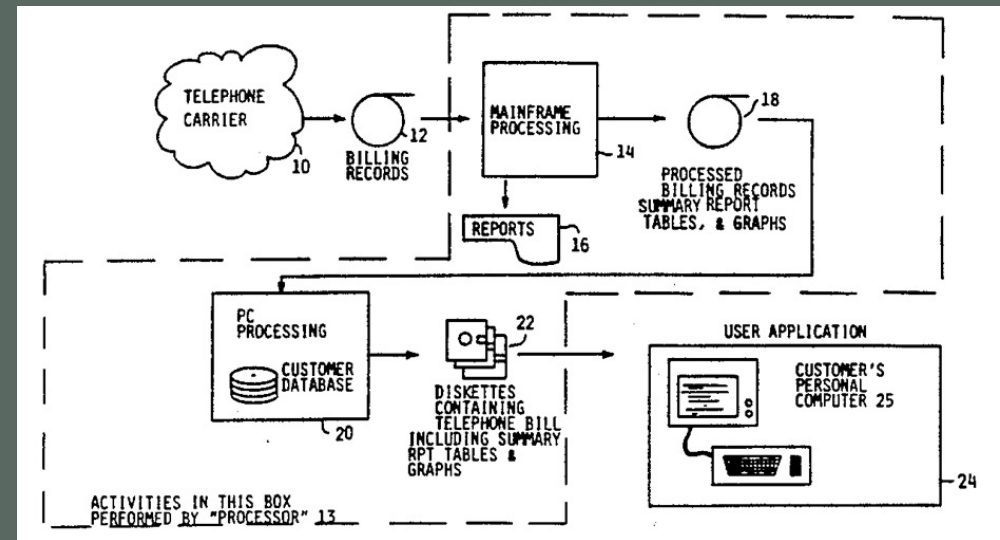 TELEPHONE
CARRIER
10
12
BILLING
RECORDS
MAINFRAME
PROCESSING
14
REPORTS
16
18
PROCESSED
BILLING RECORDS
SUMMARY REPORT
TABLES, & GRAPHS
PC
PROCESSING
CUSTOMER
DATABASE
20
22
DISKETTES
CONTAINING
TELEPHONE BILL
INCLUDING SUMMARY
RPT TABLES &
GRAPHS
USER APPLICATION
CUSTOMER'S
PERSONAL
COMPUTER 25
24
ACTIVITIES IN THIS BOX
PERFORMED BY "PROCESSOR" 13